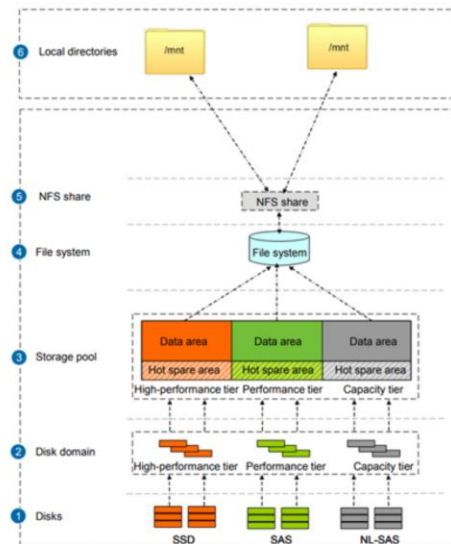 6 Local directories
/mnt
/mnt
5 NFS share
NFS share
4 File system
File system
3 Storage pool
Data area Data area Data area
Hot spare area Hot spare area Hot spare area
High-performance tier Performance tier Capacity tier
2 Disk domain
High-performance tier Performance tier Capacity tier
1 Disks
SSD SAS NL-SAS